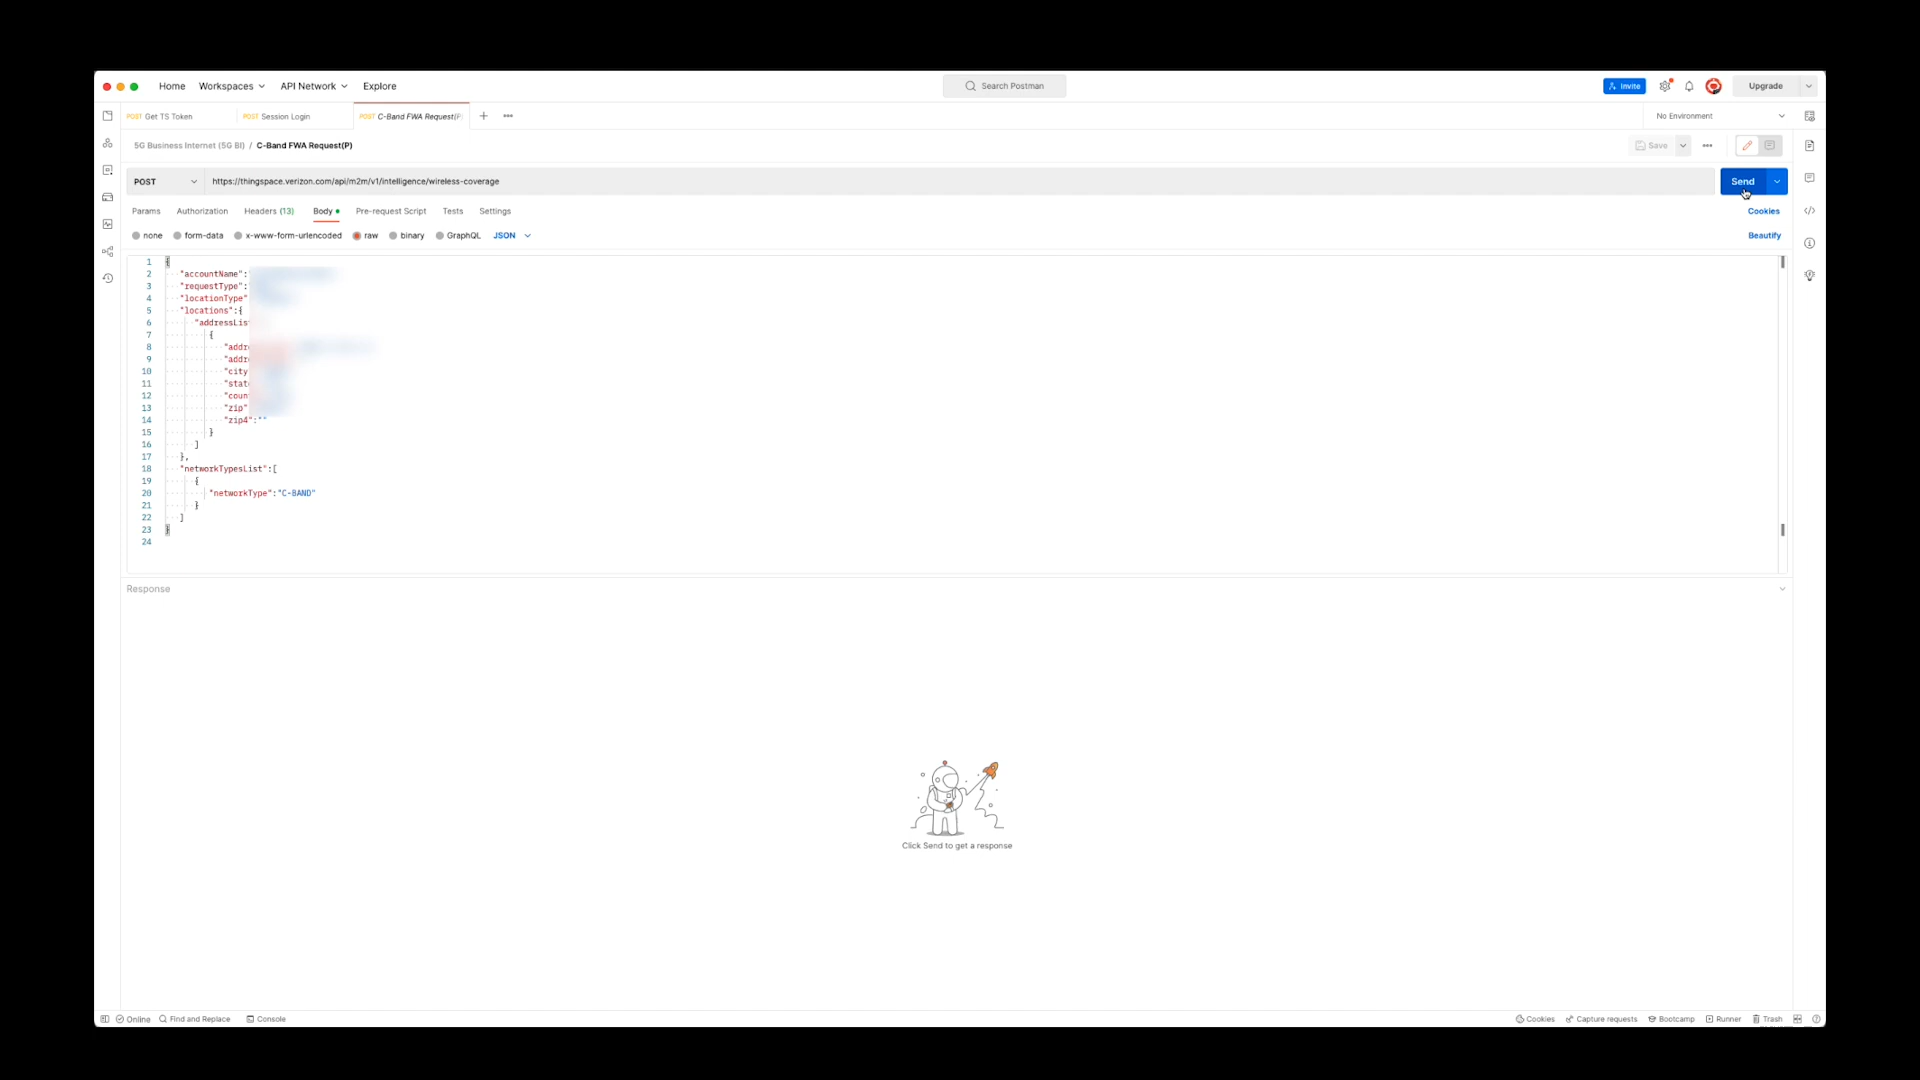 Home Workspaces API Network Explore Search Postman Invite Upgrade
POST Get TS Token POST Session Login POST C-Band FWA Request(P) No Environment
5G Business Internet (5G BI) / C-Band FWA Request(P) Save
POST https://thingspace.verizon.com/api/m2m/v1/intelligence/wireless-coverage Send
Params Authorization Headers (13) Body Pre-request Script Tests Settings Cookies
none form-data x-www-form-urlencoded raw binary GraphQL JSON Beautify
1 {
2 "accountName":
3 "requestType":
4 "locationType"
5 "locations":{
6 "addressLis
7 {
8 "addr
9 "addr
10 "city
11 "stat
12 "coun
13 "zip"
14 "zip4":""
15 }
16 ]
17 },
18 "networkTypesList":[
19 {
20 "networkType":"C-BAND"
21 }
22 ]
23 }
24
Response
Click Send to get a response
Online Find and Replace Console Cookies Capture requests Bootcamp Runner Trash